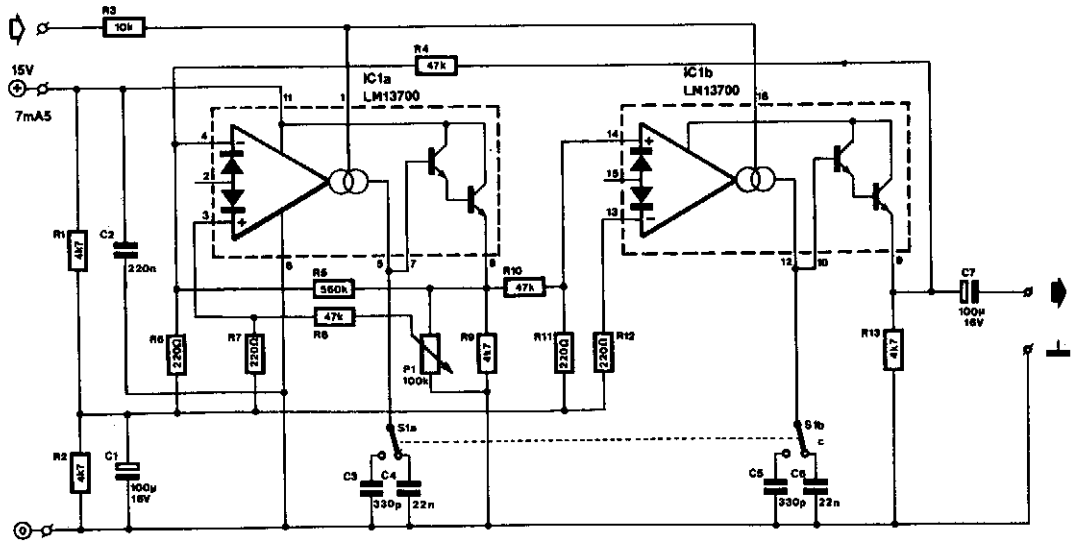 R3
10k
R4
47k
15V
7mA5
IC1a
LM13700
IC1b
LM13700
11
1
16
4
2
3
6
5
7
8
14
15
13
12
10
9
R1
4k7
C2
220n
R5
560k
R10
47k
47k
R8
R6
220Ω
R7
220Ω
P1
100k
R9
4k7
R11
220Ω
220Ω
R12
R13
4k7
C7
100µ
16V
R2
4k7
C1
100µ
16V
S1a
S1b
c
C3
330p
C4
22n
C5
330p
C6
22n